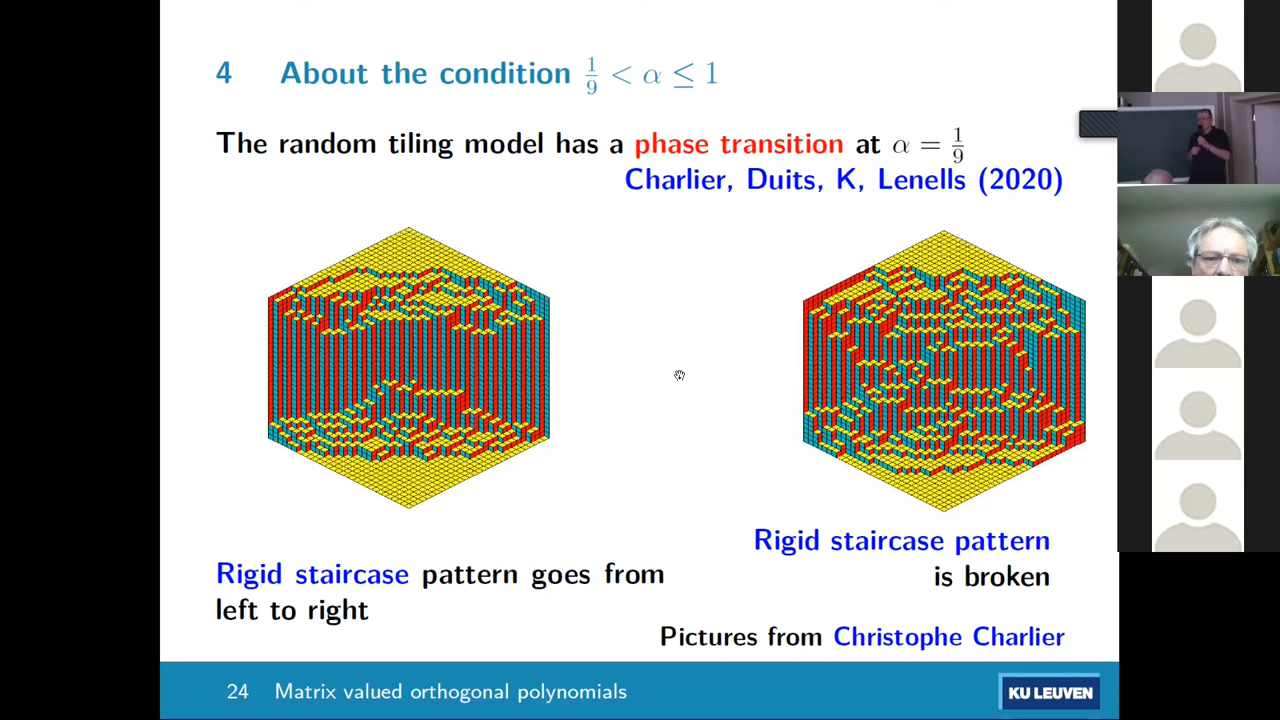 4 About the condition 1/9 < α ≤ 1
The random tiling model has a phase transition at α = 1/9
Charlier, Duits, K, Lenells (2020)
Rigid staircase pattern goes from
left to right
Rigid staircase pattern
is broken
Pictures from Christophe Charlier
24 Matrix valued orthogonal polynomials
KU LEUVEN